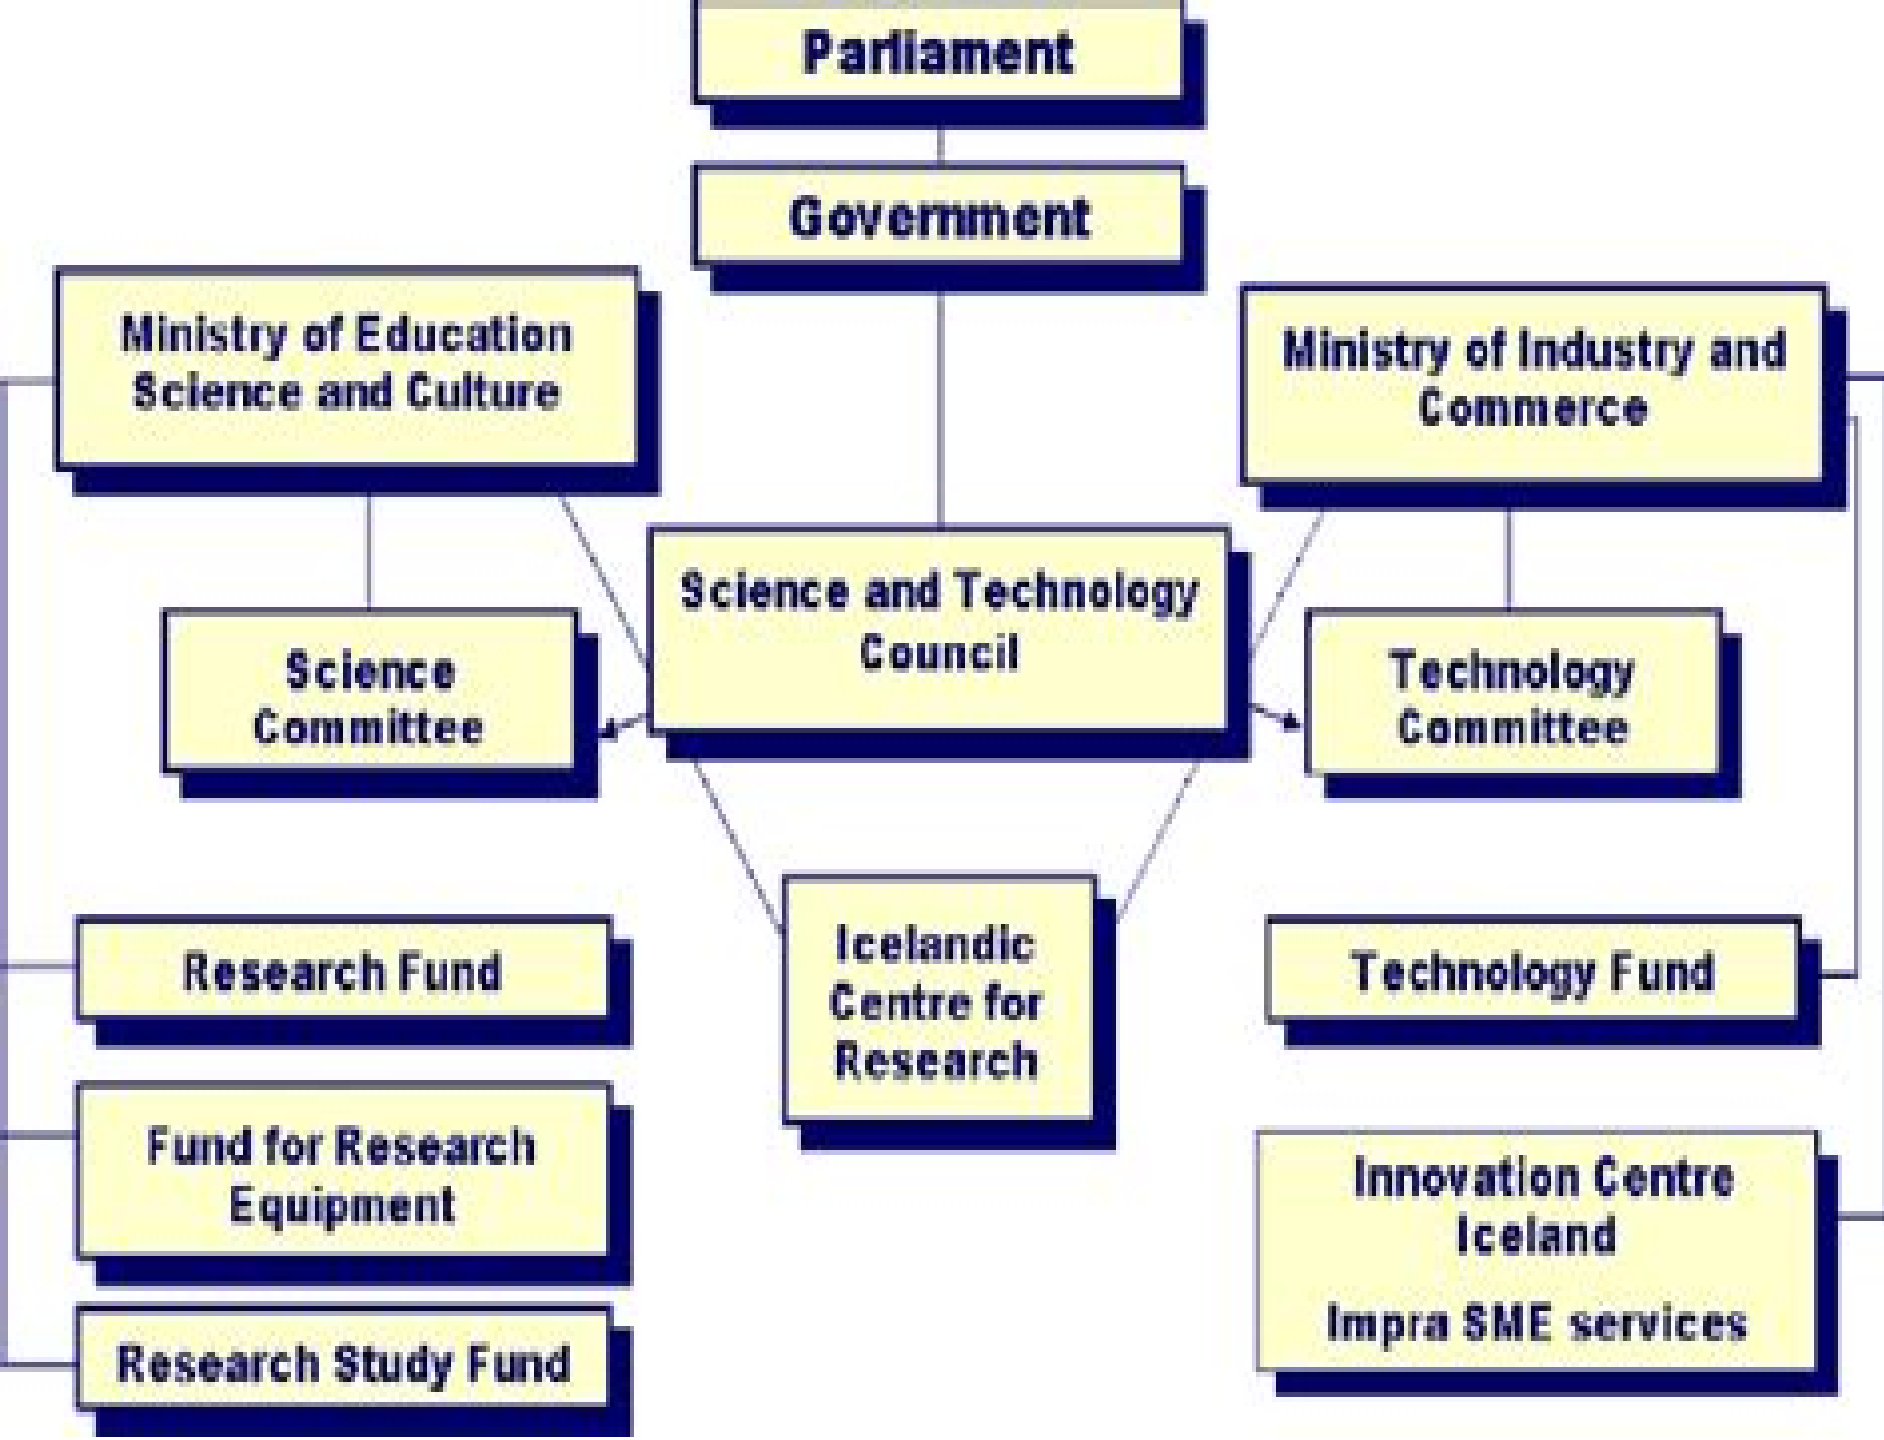 Parliament
Government
Ministry of Education
Science and Culture
Ministry of Industry and
Commerce
Science and Technology
Council
Science
Committee
Technology
Committee
Icelandic
Centre for
Research
Research Fund
Technology Fund
Fund for Research
Equipment
Innovation Centre
Iceland
Impra SME services
Research Study Fund